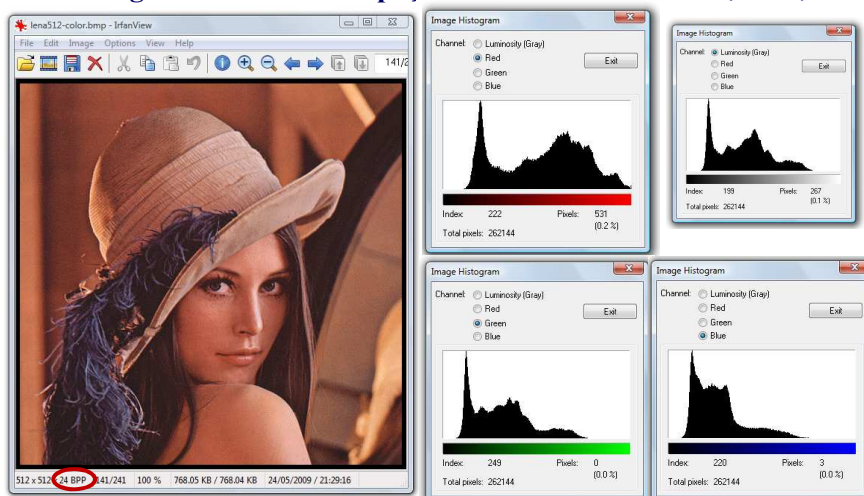 lena512-color.bmp - IrfanView
File Edit Image Options View Help
141/2
512 x 512 x 24 BPP 141/241 100 % 768.05 KB / 768.04 KB 24/05/2009 / 21:29:16
Image Histogram
Channel: Luminosity (Gray)
Red
Green
Blue
Exit
Index: 222 Pixels: 531
(0.2 %)
Total pixels: 262144
Image Histogram
Channel: Luminosity (Gray)
Red
Green
Blue
Exit
Index: 199 Pixels: 267
(0.1 %)
Total pixels: 262144
Image Histogram
Channel: Luminosity (Gray)
Red
Green
Blue
Exit
Index: 249 Pixels: 0
(0.0 %)
Total pixels: 262144
Image Histogram
Channel: Luminosity (Gray)
Red
Green
Blue
Exit
Index: 220 Pixels: 3
(0.0 %)
Total pixels: 262144